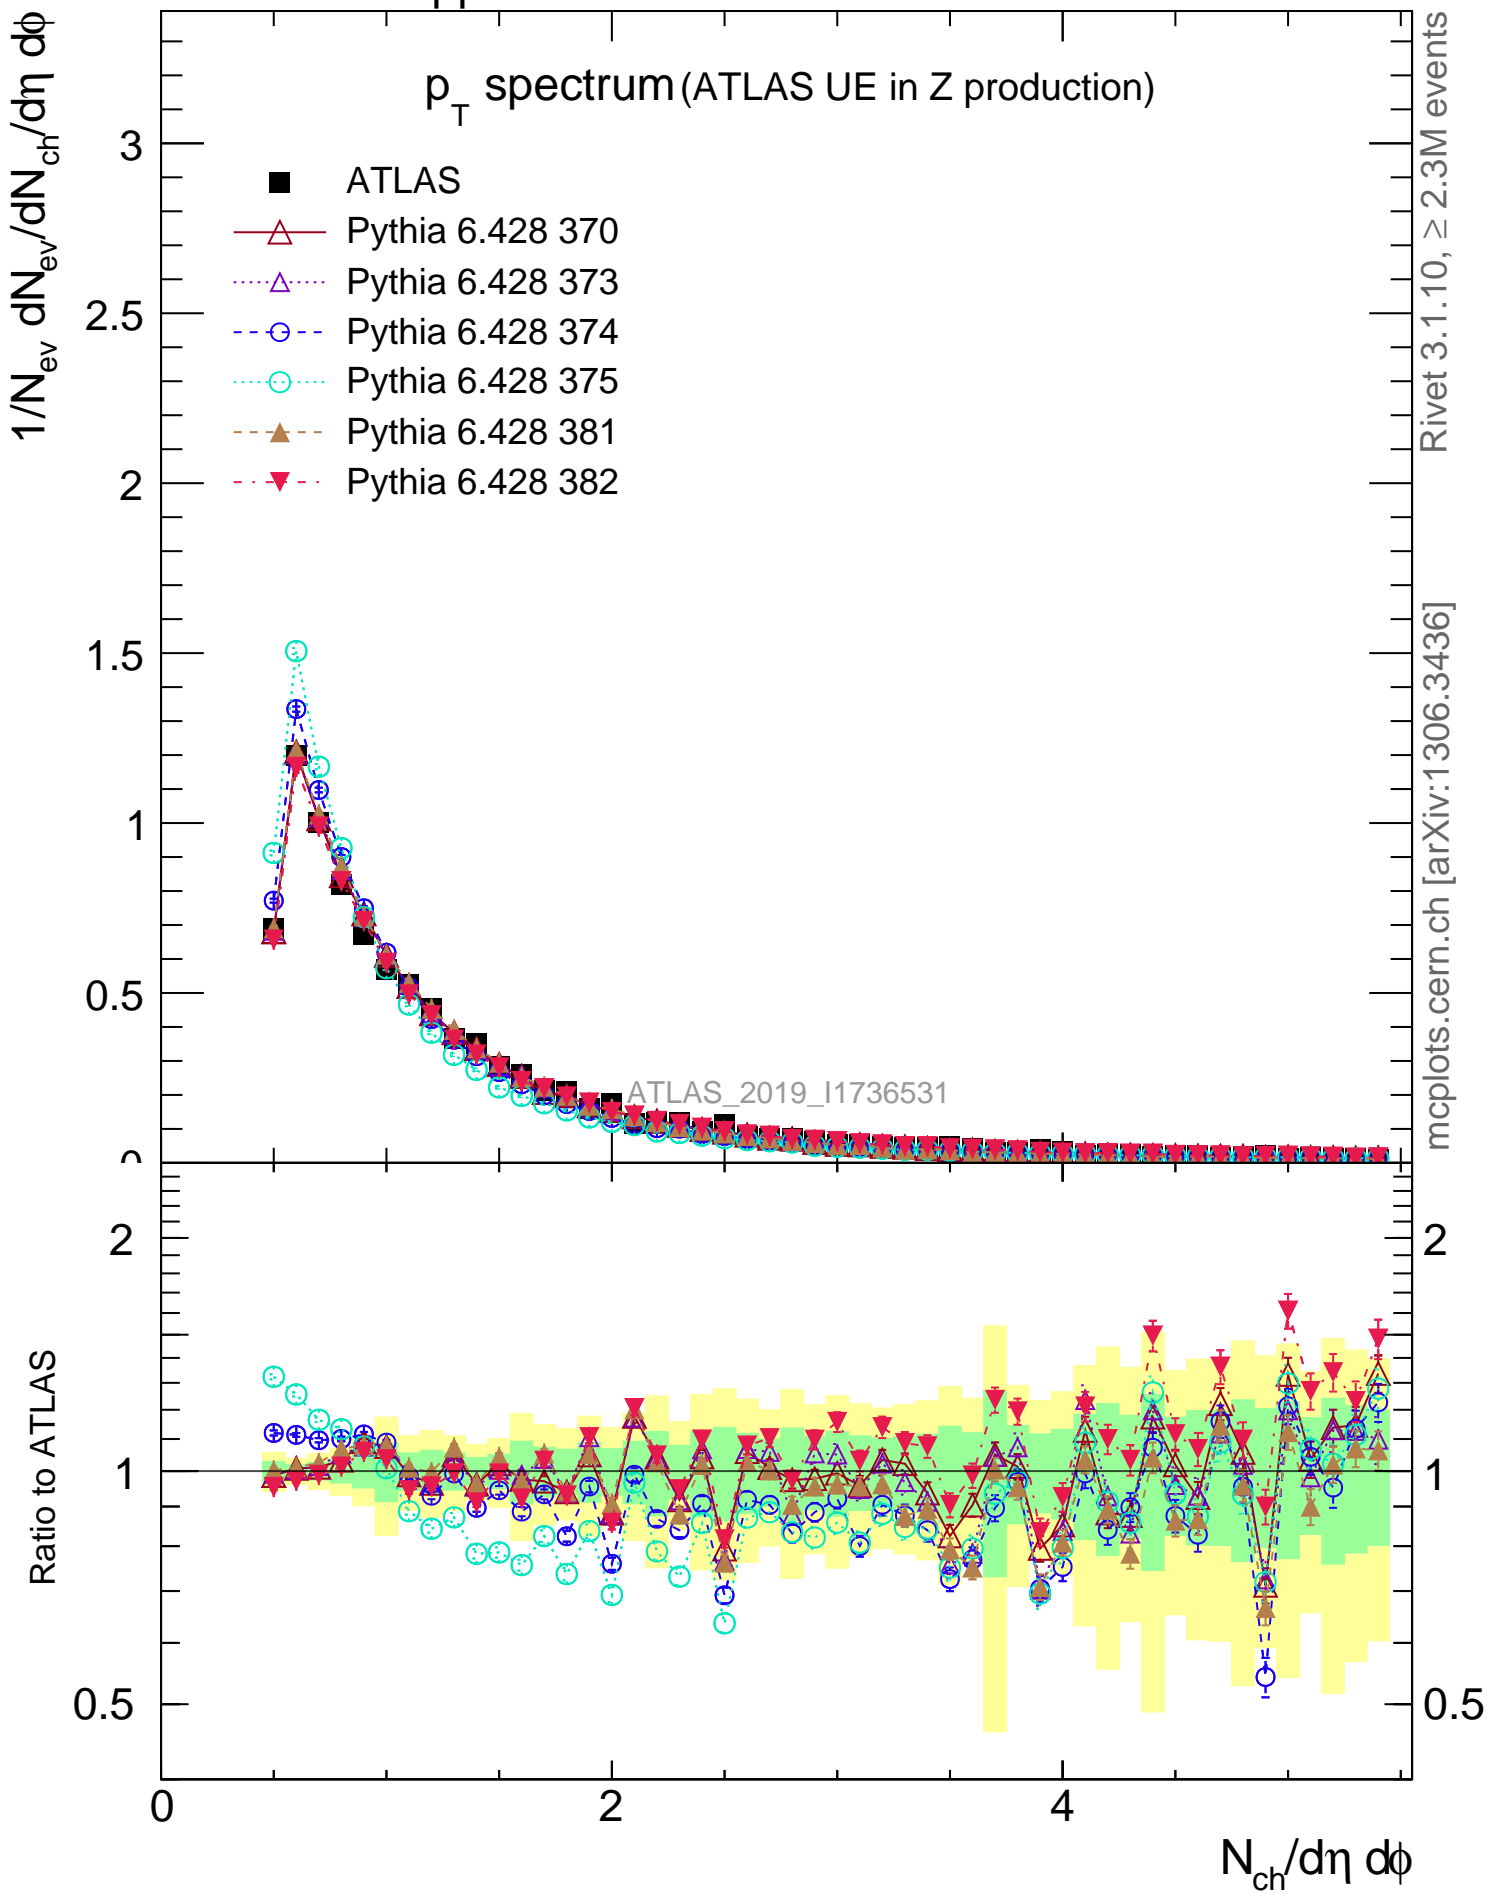 1/N_ev dN_ev/dN_ch/dη dϕ
p_T spectrum (ATLAS UE in Z production)
ATLAS
Pythia 6.428 370
Pythia 6.428 373
Pythia 6.428 374
Pythia 6.428 375
Pythia 6.428 381
Pythia 6.428 382
3
2.5
2
1.5
1
0.5
0
ATLAS_2019_I1736531
Rivet 3.1.10, ≥ 2.3M events
mcplots.cern.ch [arXiv:1306.3436]
Ratio to ATLAS
2
1
0.5
2
1
0.5
0
2
4
N_ch/dη dϕ